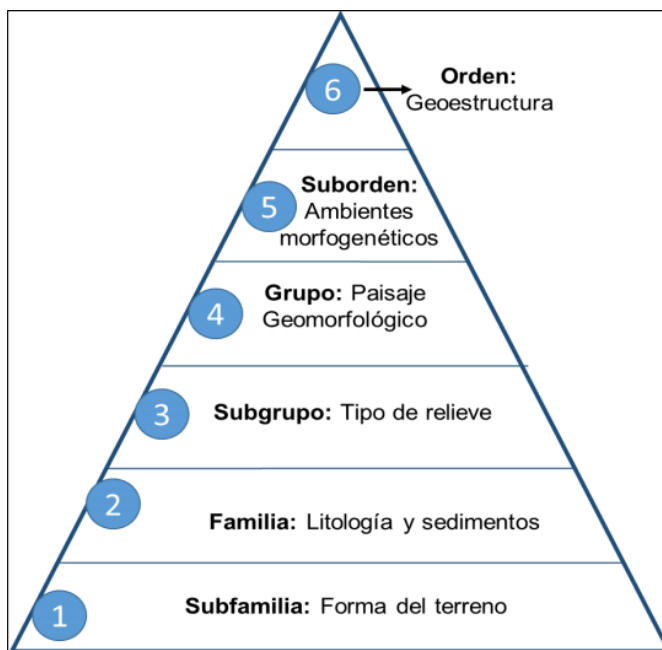 6
Orden:
Geoestructura
5
Suborden:
Ambientes
morfogenéticos
4
Grupo: Paisaje
Geomorfológico
3
Subgrupo: Tipo de relieve
2
Familia: Litología y sedimentos
1
Subfamilia: Forma del terreno